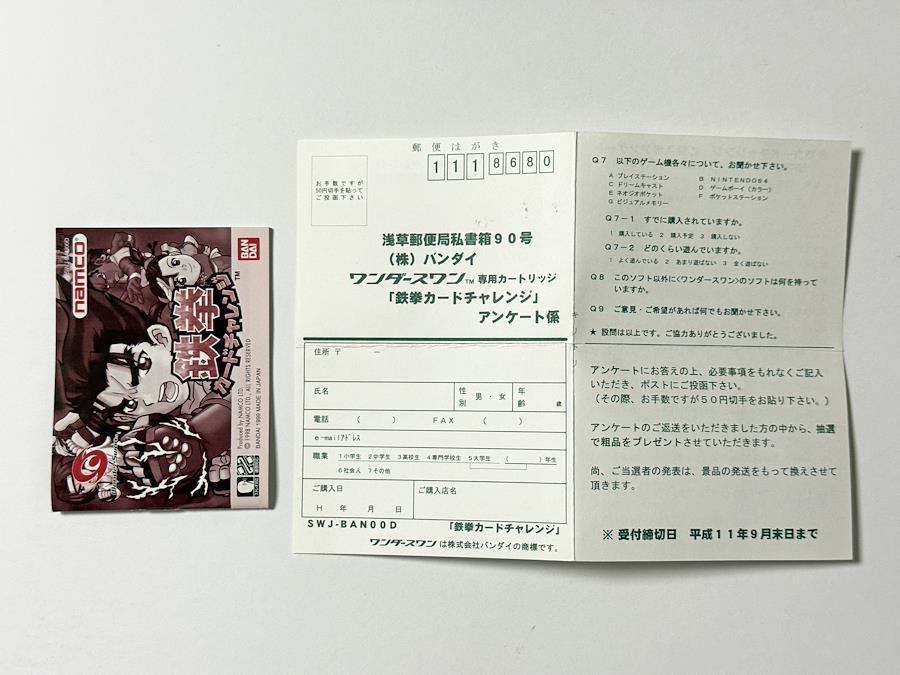 namco
BAN
DAI
鉄拳
カードチャレンジ™
Produced by NAMCO LTD.
© 1998 NAMCO LTD., ALL RIGHTS RESERVED
BANDAI 1999 MADE IN JAPAN
郵便はがき
1118680
お手数ですが
50円切手を貼って
ご投函下さい
浅草郵便局私書箱90号
(株)バンダイ
ワンダースワン™専用カートリッジ
「鉄拳カードチャレンジ」
アンケート係
住所 〒 －
氏名
性別 男・女
年齢 歳
電話 ( ) FAX ( )
e-mailアドレス
職業 1小学生 2中学生 3高校生 4専門学校生 5大学生 ( )年生
6社会人 7その他
ご購入日
ご購入店名
H 年 月 日
SWJ-BAN00D 「鉄拳カードチャレンジ」
ワンダースワンは株式会社バンダイの商標です。
Q7 以下のゲーム機各々について、お聞かせ下さい。
A プレイステーション B NINTENDO64
C ドリームキャスト D ゲームボーイ(カラー)
E ネオジオポケット F ポケットステーション
G ビジュアルメモリー
Q7-1 すでに購入されていますか。
1 購入している 2 購入予定 3 購入しない
Q7-2 どのくらい遊んでいますか。
1 よく遊んでいる 2 あまり遊ばない 3 全く遊ばない
Q8 このソフト以外に<ワンダースワン>のソフトは何を持って
いますか。
Q9 ご意見・ご希望があれば何でもお聞かせ下さい。
★ 設問は以上です。ご協力ありがとうございました。
アンケートにお答えの上、必要事項をもれなくご記入
いただき、ポストにご投函下さい。
(その際、お手数ですが50円切手をお貼り下さい。)
アンケートのご返送をいただきました方の中から、抽選
で粗品をプレゼントさせていただきます。
尚、ご当選者の発表は、景品の発送をもって換えさせて
頂きます。
※ 受付締切日 平成11年9月末日まで